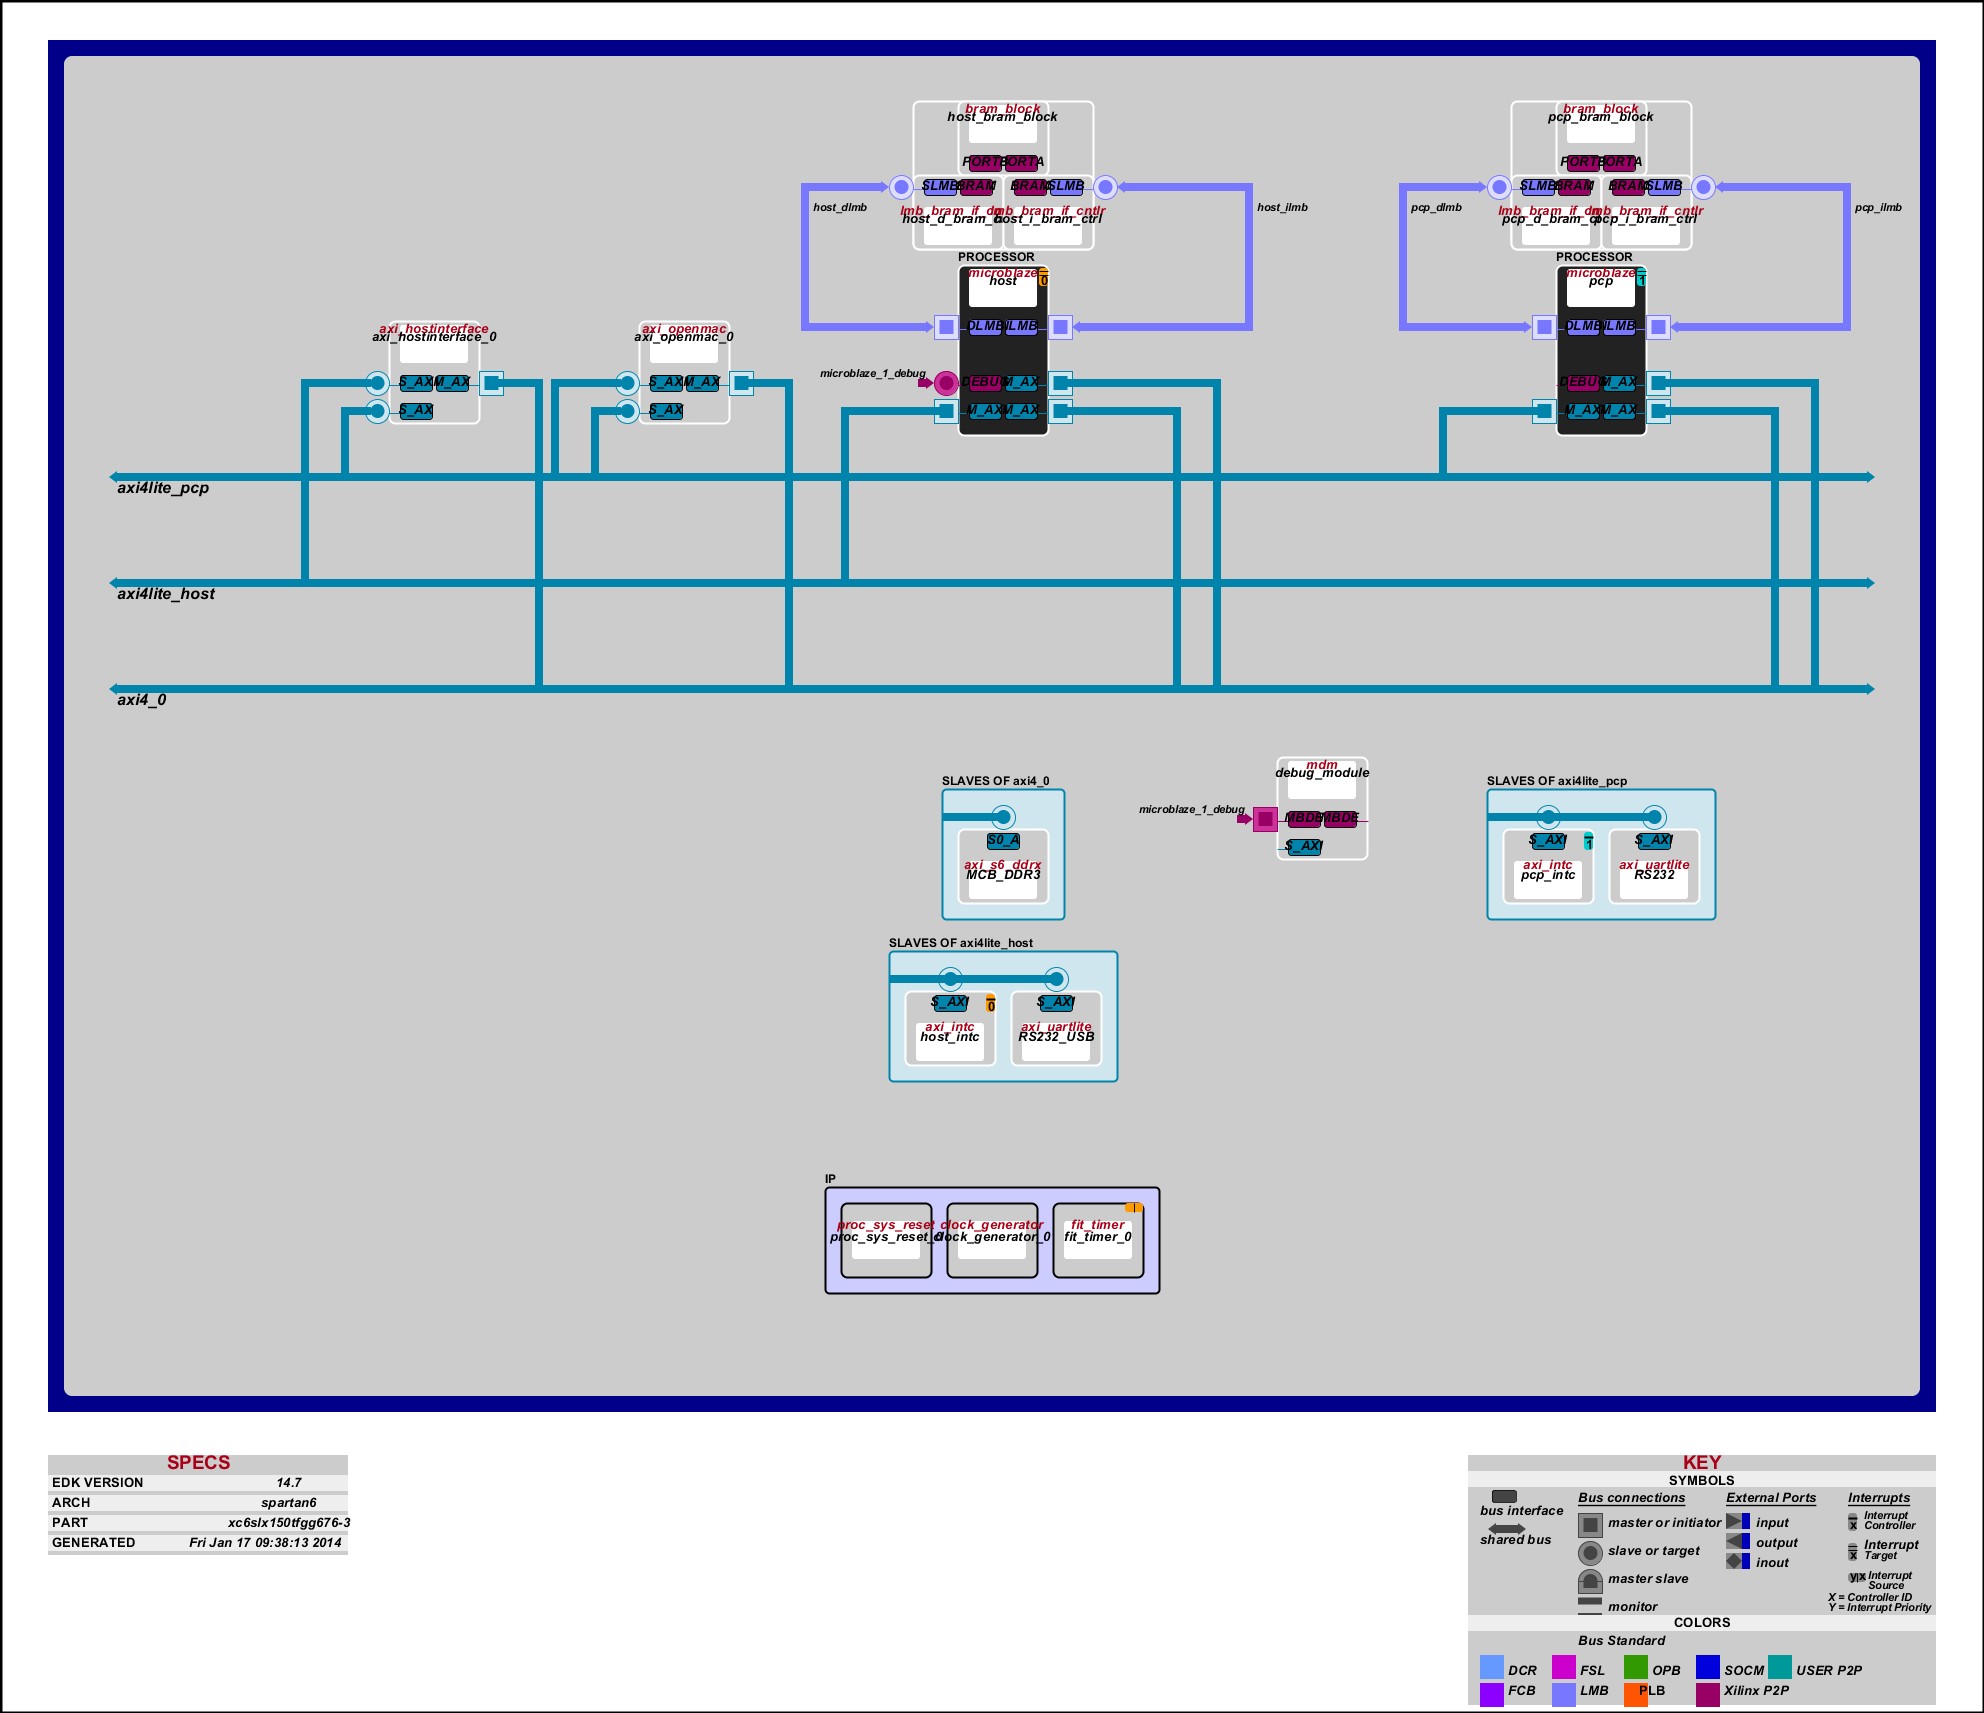 bram_block
host_bram_block
bram_block
pcp_bram_block
SLMB
BRAM
BRAM
SLMB
SLMB
BRAM
BRAM
SLMB
host_dlmb
host_ilmb
pcp_dlmb
pcp_ilmb
lmb_bram_if_cntlr
host_i_bram_ctrl
lmb_bram_if_cntlr
pcp_i_bram_ctrl
PROCESSOR
microblaze
host
0
PROCESSOR
microblaze
pcp
1
axi_hostinterface
axi_hostinterface_0
axi_openmac
axi_openmac_0
DLMB
ILMB
DLMB
ILMB
microblaze_1_debug
S_AX
M_AX
S_AX
M_AX
DEBUG
M_AX
DEBUG
M_AX
S_AX
S_AX
M_AX
M_AX
M_AX
M_AX
axi4lite_pcp
axi4lite_host
axi4_0
SLAVES OF axi4_0
S0_A
axi_s6_ddrx
MCB_DDR3
mdm
debug_module
microblaze_1_debug
MBDE
MBDE
S_AXI
SLAVES OF axi4lite_pcp
S_AXI
1
S_AXI
axi_intc
pcp_intc
axi_uartlite
RS232
SLAVES OF axi4lite_host
S_AXI
0
S_AXI
axi_intc
host_intc
axi_uartlite
RS232_USB
IP
proc_sys_reset
clock_generator
fit_timer
proc_sys_reset_0
clock_generator_0
fit_timer_0
SPECS
EDK VERSION 14.7
ARCH spartan6
PART xc6slx150tfgg676-3
GENERATED Fri Jan 17 09:38:13 2014
KEY
SYMBOLS
bus interface
shared bus
Bus connections
master or initiator
slave or target
master slave
monitor
External Ports
input
output
inout
Interrupts
x
Interrupt
Controller
x
Interrupt
Target
y|x
Interrupt
Source
X = Controller ID
Y = Interrupt Priority
COLORS
Bus Standard
DCR FSL OPB SOCM USER P2P
FCB LMB PLB Xilinx P2P